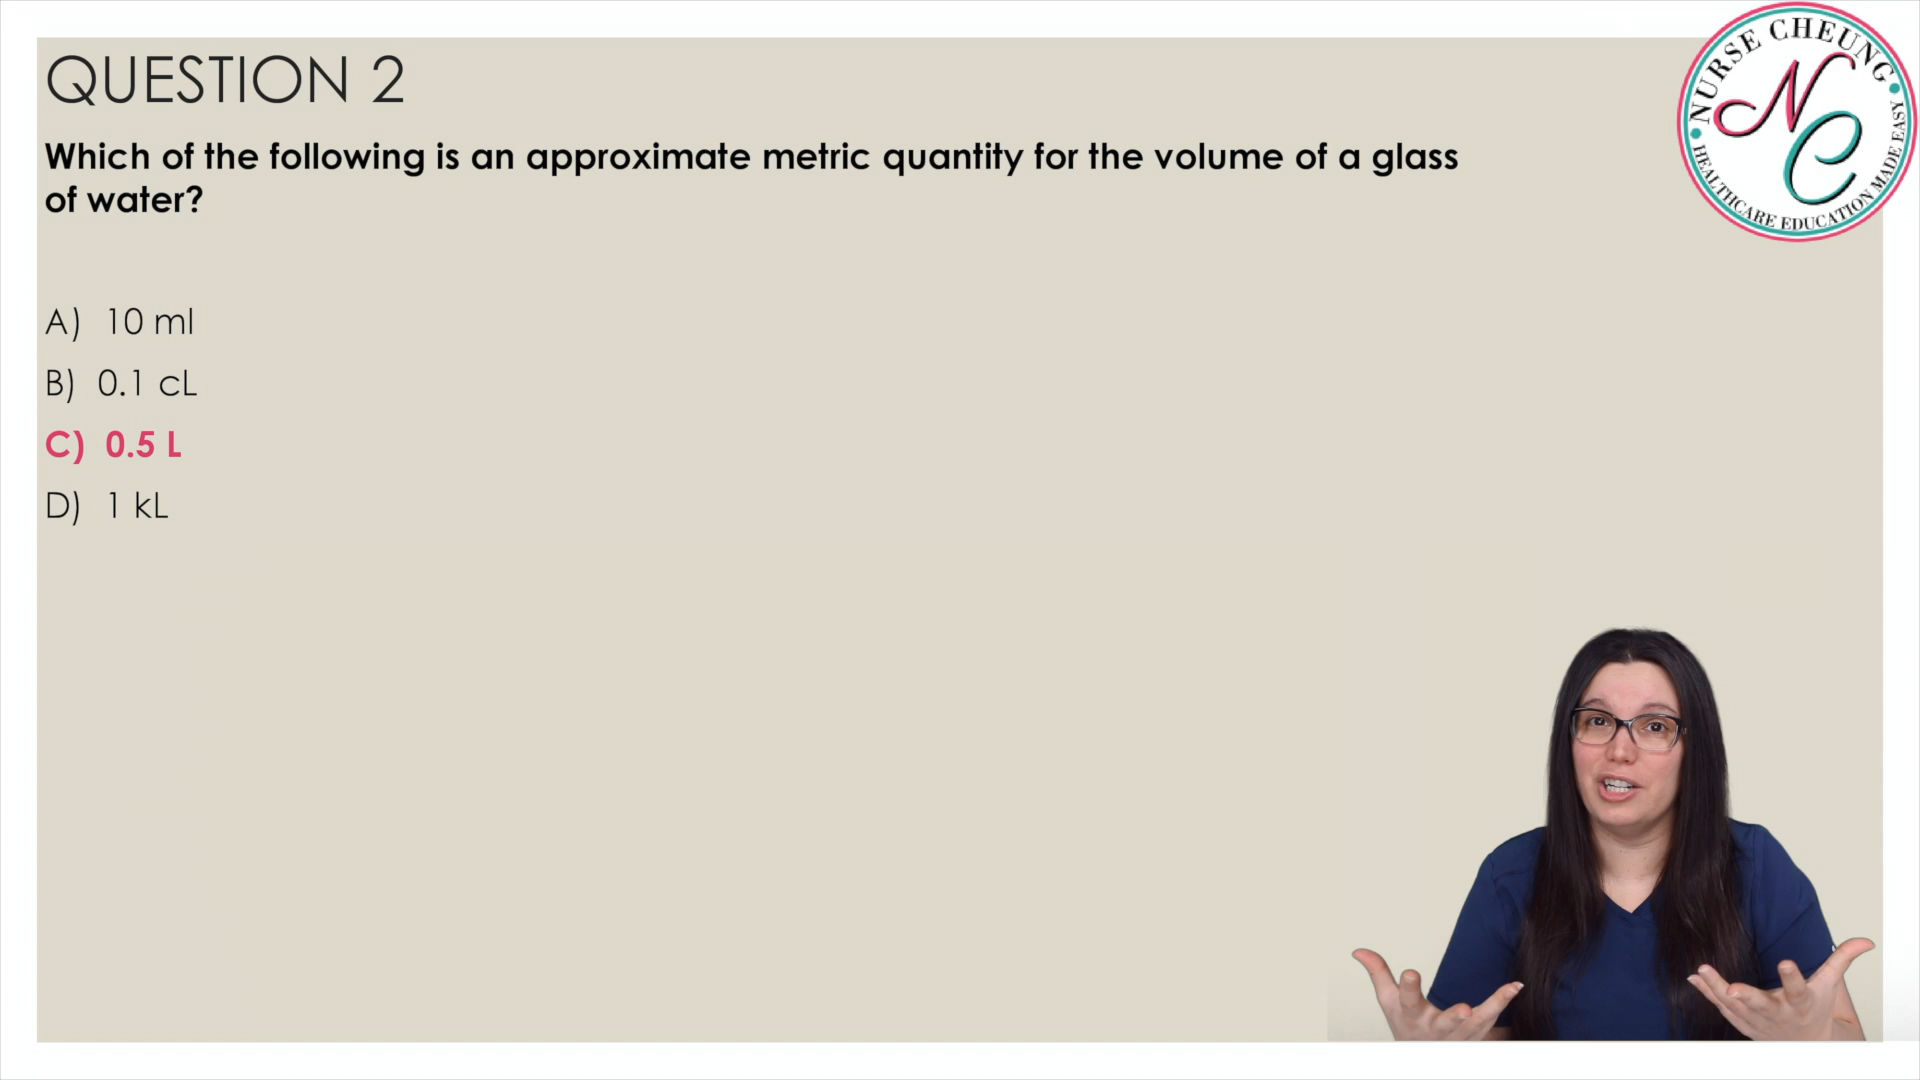 QUESTION 2
Which of the following is an approximate metric quantity for the volume of a glass
of water?
A) 10 ml
B) 0.1 cL
C) 0.5 L
D) 1 kL
NURSE CHEUNG
NC
HEALTHCARE EDUCATION MADE EASY